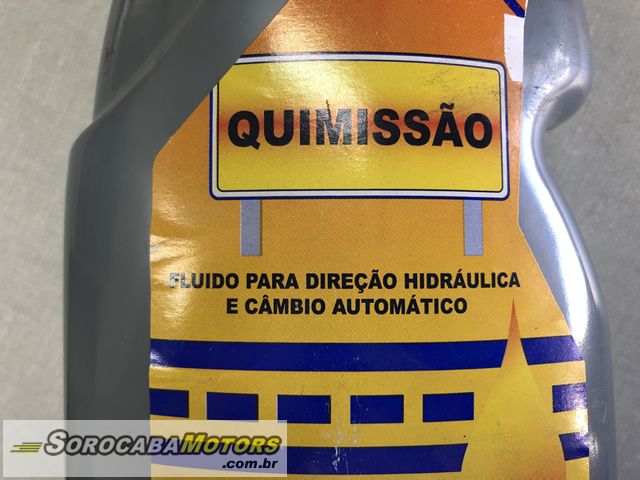 QUIMISSÃO
FLUIDO PARA DIREÇÃO HIDRÁULICA
E CÂMBIO AUTOMÁTICO
SOROCABAMOTORS
.com.br